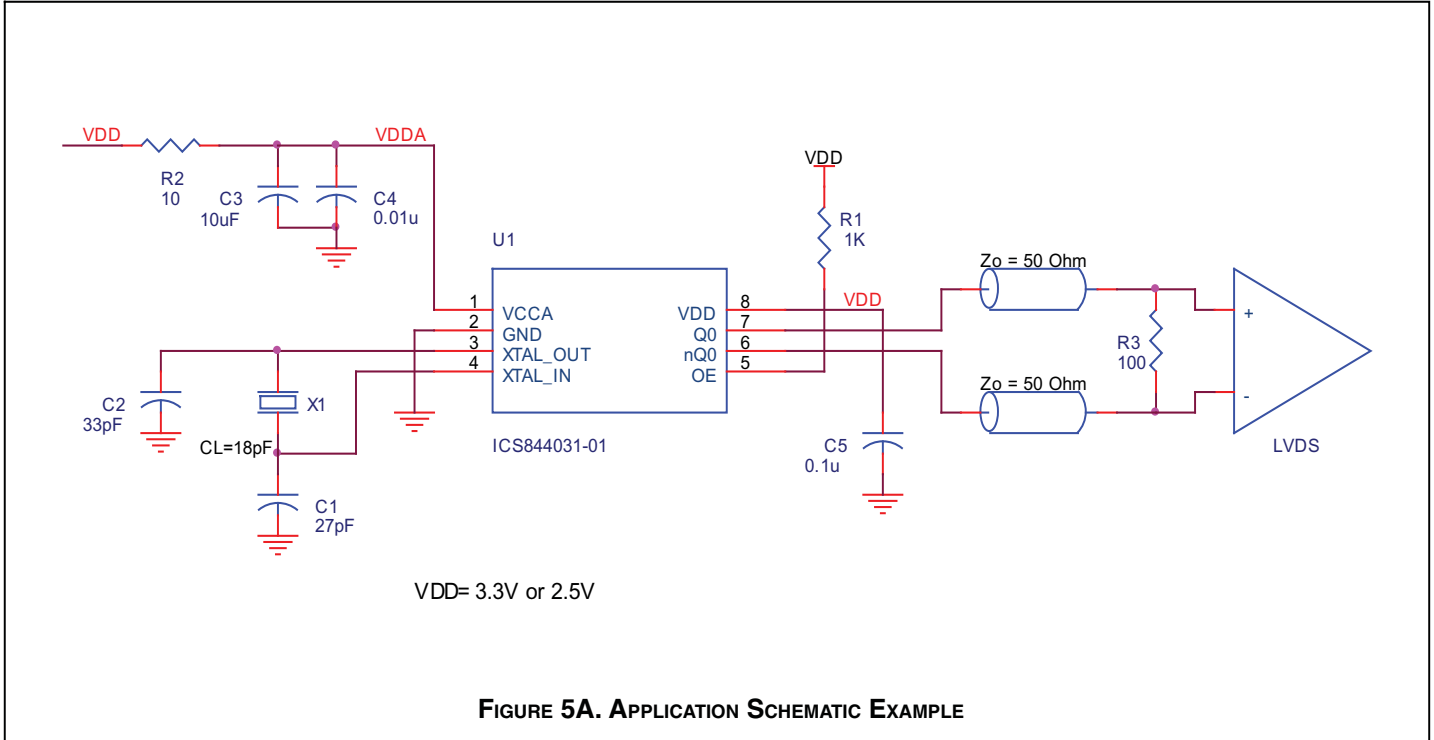 VDD
VDDA
R2
10
C3
10uF
C4
0.01u
VDD
R1
1K
U1
1
2
3
4
VCCA
GND
XTAL_OUT
XTAL_IN
VDD
Q0
nQ0
OE
8
7
6
5
VDD
ICS844031-01
C2
33pF
X1
CL=18pF
C1
27pF
C5
0.1u
Zo = 50 Ohm
Zo = 50 Ohm
R3
100
+
-
LVDS
VDD= 3.3V or 2.5V
FIGURE 5A. APPLICATION SCHEMATIC EXAMPLE